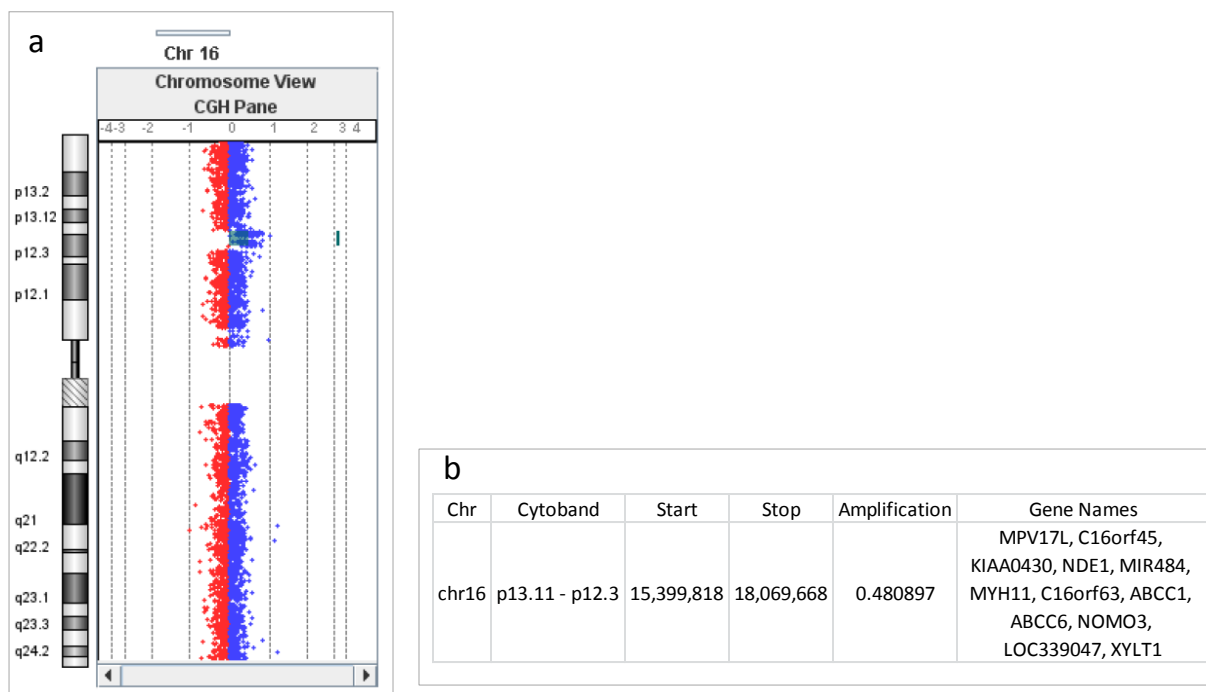 a
Chr 16
Chromosome View
CGH Pane
-4 -3 -2 -1 0 1 2 3 4
p13.2
p13.12
p12.3
p12.1
q12.2
q21
q22.2
q23.1
q23.3
q24.2
b
Chr Cytoband Start Stop Amplification Gene Names
MPV17L, C16orf45,
KIAA0430, NDE1, MIR484,
chr16 p13.11 - p12.3 15,399,818 18,069,668 0.480897 MYH11, C16orf63, ABCC1,
ABCC6, NOMO3,
LOC339047, XYLT1